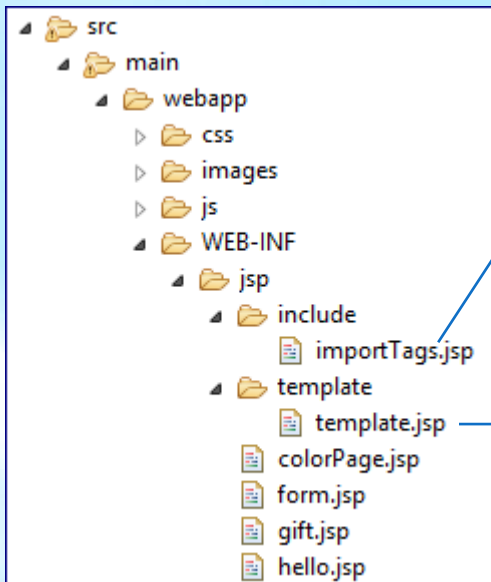 src
main
webapp
css
images
js
WEB-INF
jsp
include
importTags.jsp
template
template.jsp
colorPage.jsp
form.jsp
gift.jsp
hello.jsp